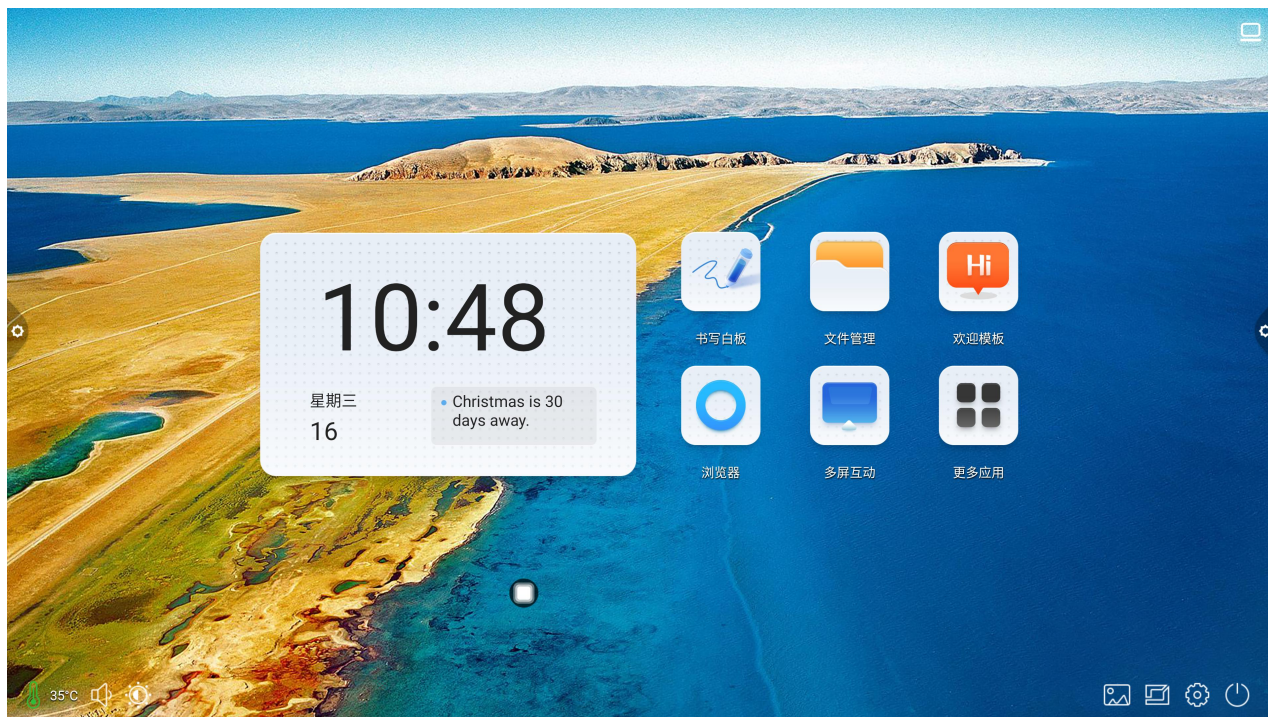 10:48
星期三
16
Christmas is 30
days away.
Hi
书写白板
文件管理
欢迎模板
浏览器
多屏互动
更多应用
35°C